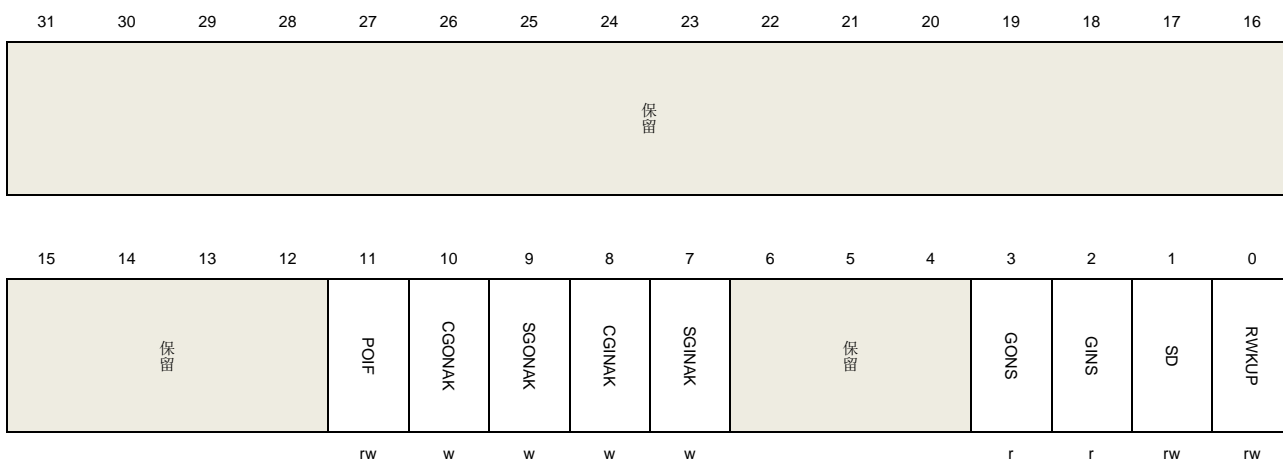 31 30 29 28 27 26 25 24 23 22 21 20 19 18 17 16
保留
15 14 13 12 11 10 9 8 7 6 5 4 3 2 1 0
保留 POIF CGONAK SGONAK CGINAK SGINAK 保留 GONS GINS SD RWKUP
rw w w w w r r rw rw